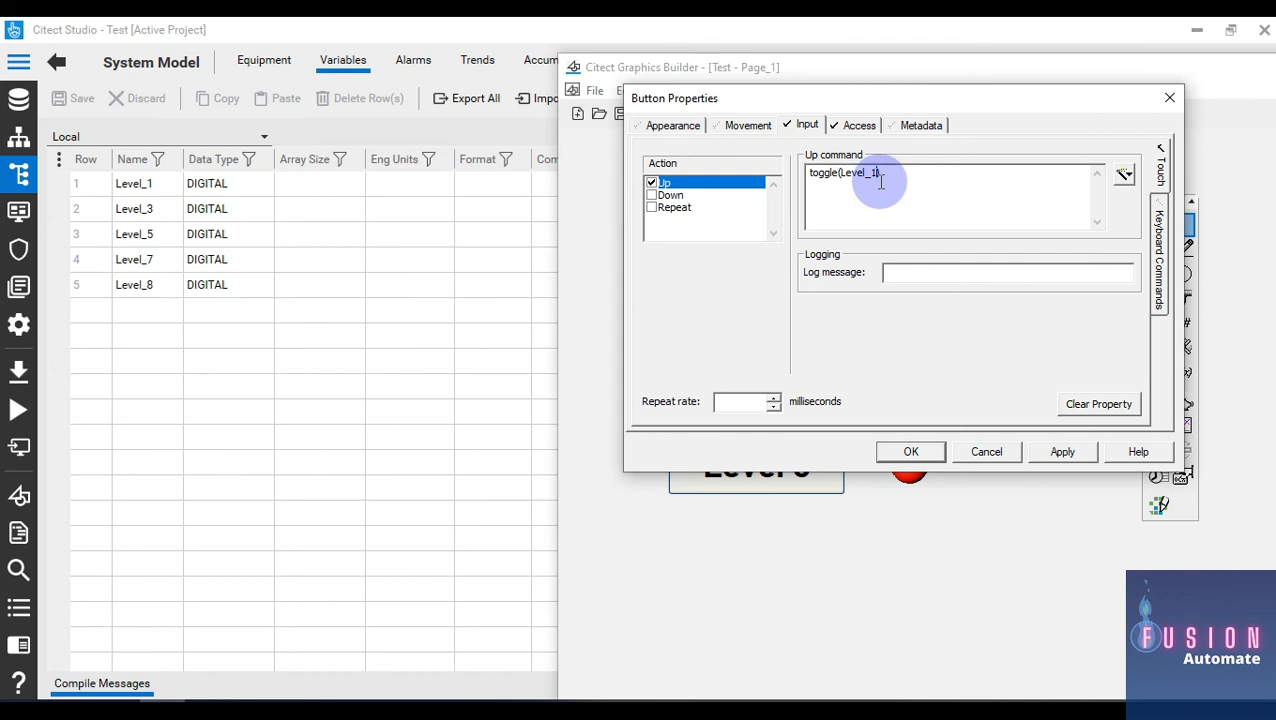 Citect Studio - Test [Active Project]
System Model
Equipment
Variables
Alarms
Trends
Accum
Save
Discard
Copy
Paste
Delete Row(s)
Export All
Impo
Local
Row
Name
Data Type
Array Size
Eng Units
Format
Com
1 Level_1 DIGITAL
2 Level_3 DIGITAL
3 Level_5 DIGITAL
4 Level_7 DIGITAL
5 Level_8 DIGITAL
Compile Messages
Citect Graphics Builder - [Test - Page_1]
File
Button Properties
Appearance
Movement
Input
Access
Metadata
Action
Up
Down
Repeat
Up command
toggle(Level_1)
Logging
Log message:
Touch
Keyboard Commands
Repeat rate:
milliseconds
Clear Property
OK
Cancel
Apply
Help
FUSION
Automate